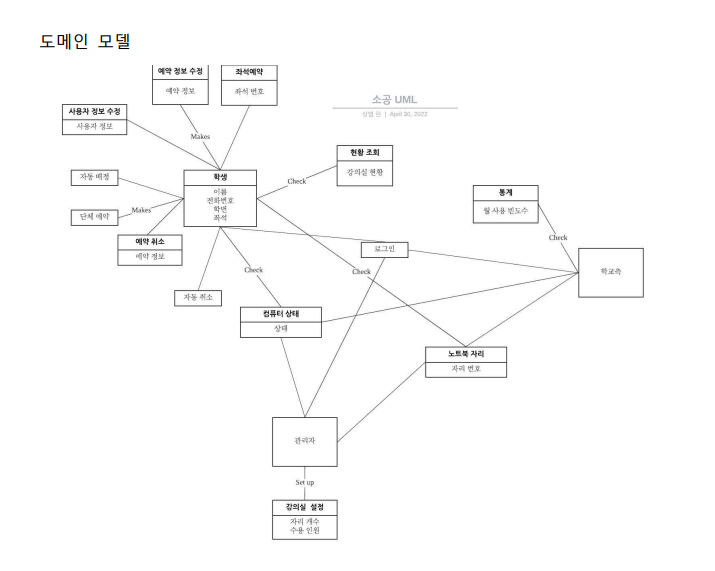 도메인 모델
예약 정보 수정
예약 정보
좌석예약
좌석 번호
소공 UML
April 30, 2022
사용자 정보 수정
사용자 정보
Makes
현황 조회
강의실 현황
Check
학생
이름
전화번호
학번
좌석
자동 배정
단체 예약
Makes
예약 취소
예약 정보
통계
월 사용 빈도수
Check
로그인
학교측
Check
Check
자동 취소
컴퓨터 상태
상태
노트북 자리
자리 번호
관리자
Set up
강의실 설정
자리 개수
수용 인원